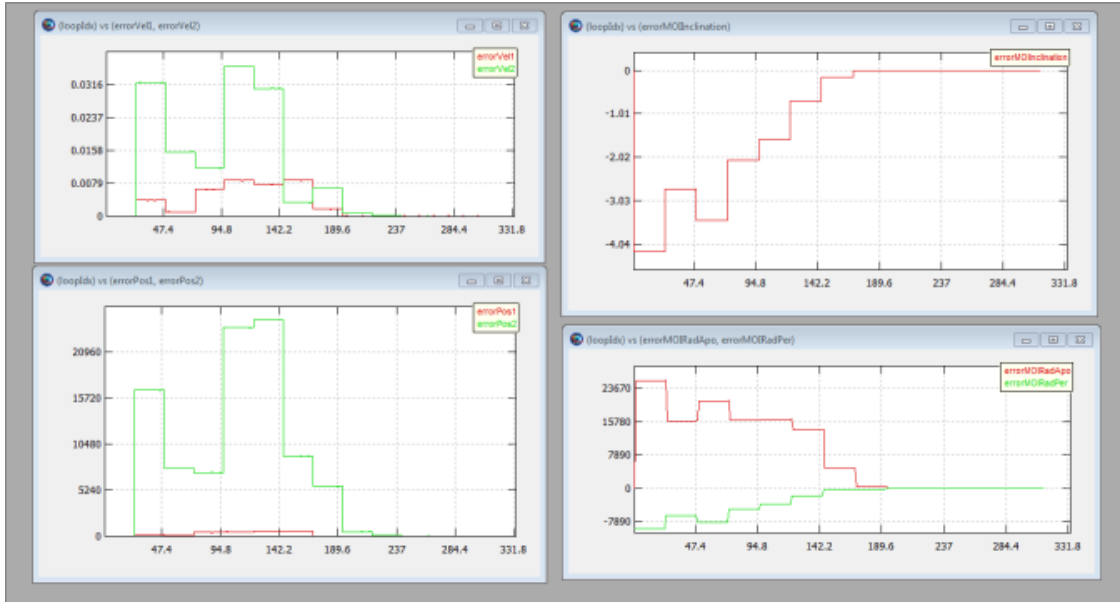 (loopIdx) vs (errorVel1, errorVel2)
errorVel1
errorVel2
0.0316
0.0237
0.0158
0.0079
0
47.4 94.8 142.2 189.6 237 284.4 331.8
(loopIdx) vs (errorMOIInclination)
errorMOIInclination
0
-1.01
-2.02
-3.03
-4.04
47.4 94.8 142.2 189.6 237 284.4 331.8
(loopIdx) vs (errorPos1, errorPos2)
errorPos1
errorPos2
20960
15720
10480
5240
0
47.4 94.8 142.2 189.6 237 284.4 331.8
(loopIdx) vs (errorMOIRadApo, errorMOIRadPer)
errorMOIRadApo
errorMOIRadPer
23670
15780
7890
0
-7890
47.4 94.8 142.2 189.6 237 284.4 331.8